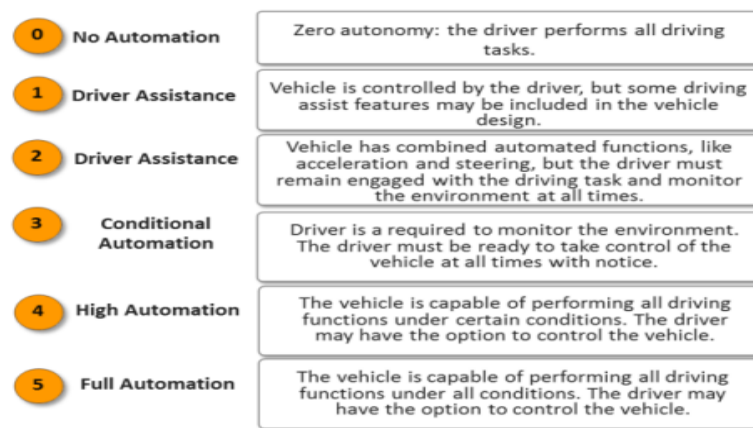 0 No Automation
Zero autonomy: the driver performs all driving
tasks.
1 Driver Assistance
Vehicle is controlled by the driver, but some driving
assist features may be included in the vehicle
design.
2 Driver Assistance
Vehicle has combined automated functions, like
acceleration and steering, but the driver must
remain engaged with the driving task and monitor
the environment at all times.
3 Conditional
Automation
Driver is a required to monitor the environment.
The driver must be ready to take control of the
vehicle at all times with notice.
4 High Automation
The vehicle is capable of performing all driving
functions under certain conditions. The driver
may have the option to control the vehicle.
5 Full Automation
The vehicle is capable of performing all driving
functions under all conditions. The driver may
have the option to control the vehicle.